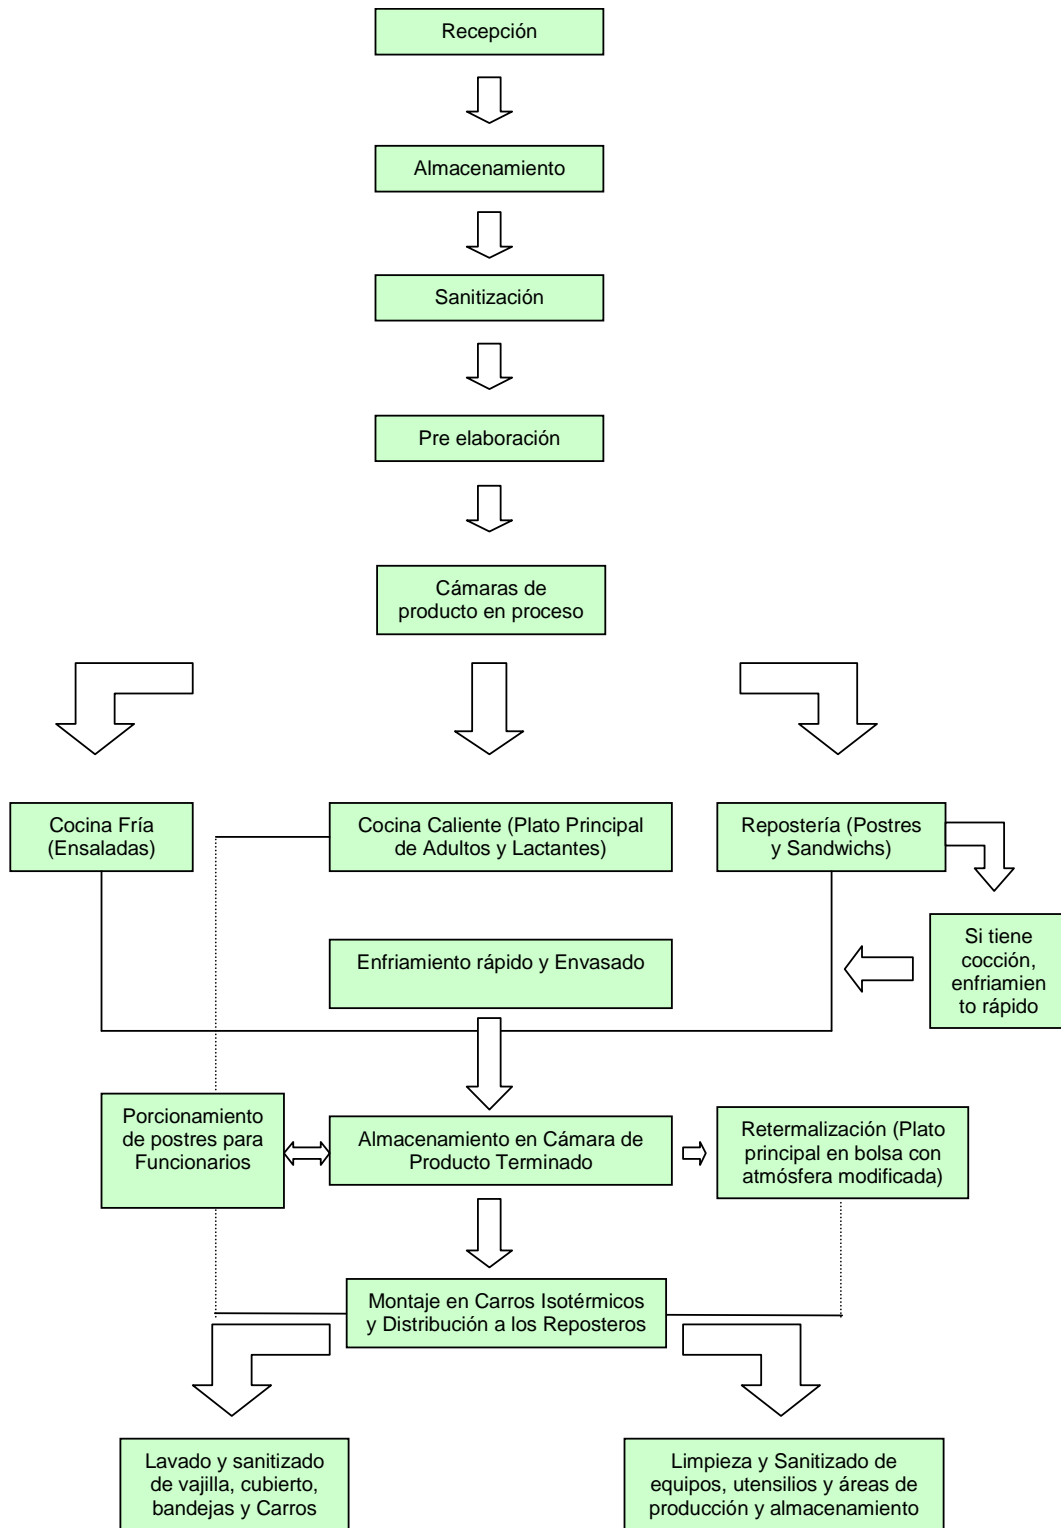 Recepción
Almacenamiento
Sanitización
Pre elaboración
Cámaras de
producto en proceso
Cocina Fría
(Ensaladas)
Cocina Caliente (Plato Principal
de Adultos y Lactantes)
Repostería (Postres
y Sandwichs)
Enfriamiento rápido y Envasado
Si tiene
cocción,
enfriamien
to rápido
Porcionamiento
de postres para
Funcionarios
Almacenamiento en Cámara de
Producto Terminado
Retermalización (Plato
principal en bolsa con
atmósfera modificada)
Montaje en Carros Isotérmicos
y Distribución a los Reposteros
Lavado y sanitizado
de vajilla, cubierto,
bandejas y Carros
Limpieza y Sanitizado de
equipos, utensilios y áreas de
producción y almacenamiento